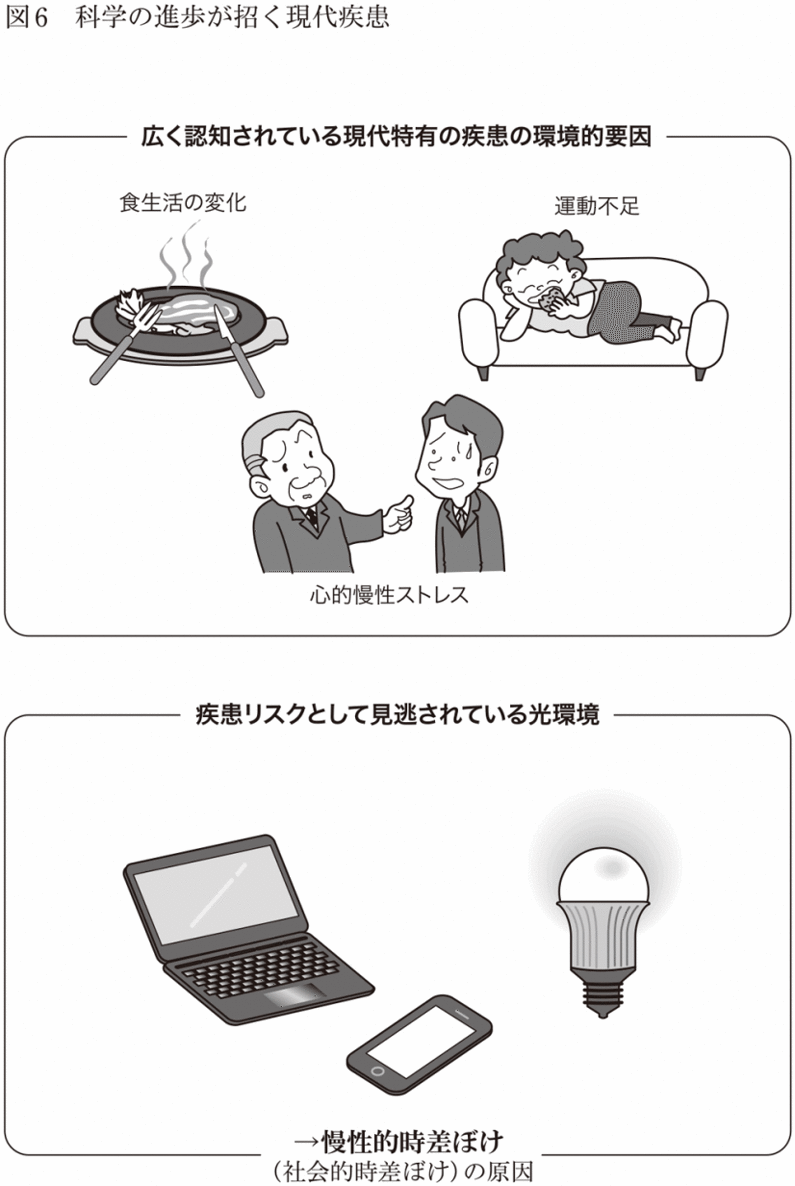 図6　科学の進歩が招く現代疾患
広く認知されている現代特有の疾患の環境的要因
食生活の変化
運動不足
心的慢性ストレス
疾患リスクとして見逃されている光環境
→慢性的時差ぼけ
（社会的時差ぼけ）の原因